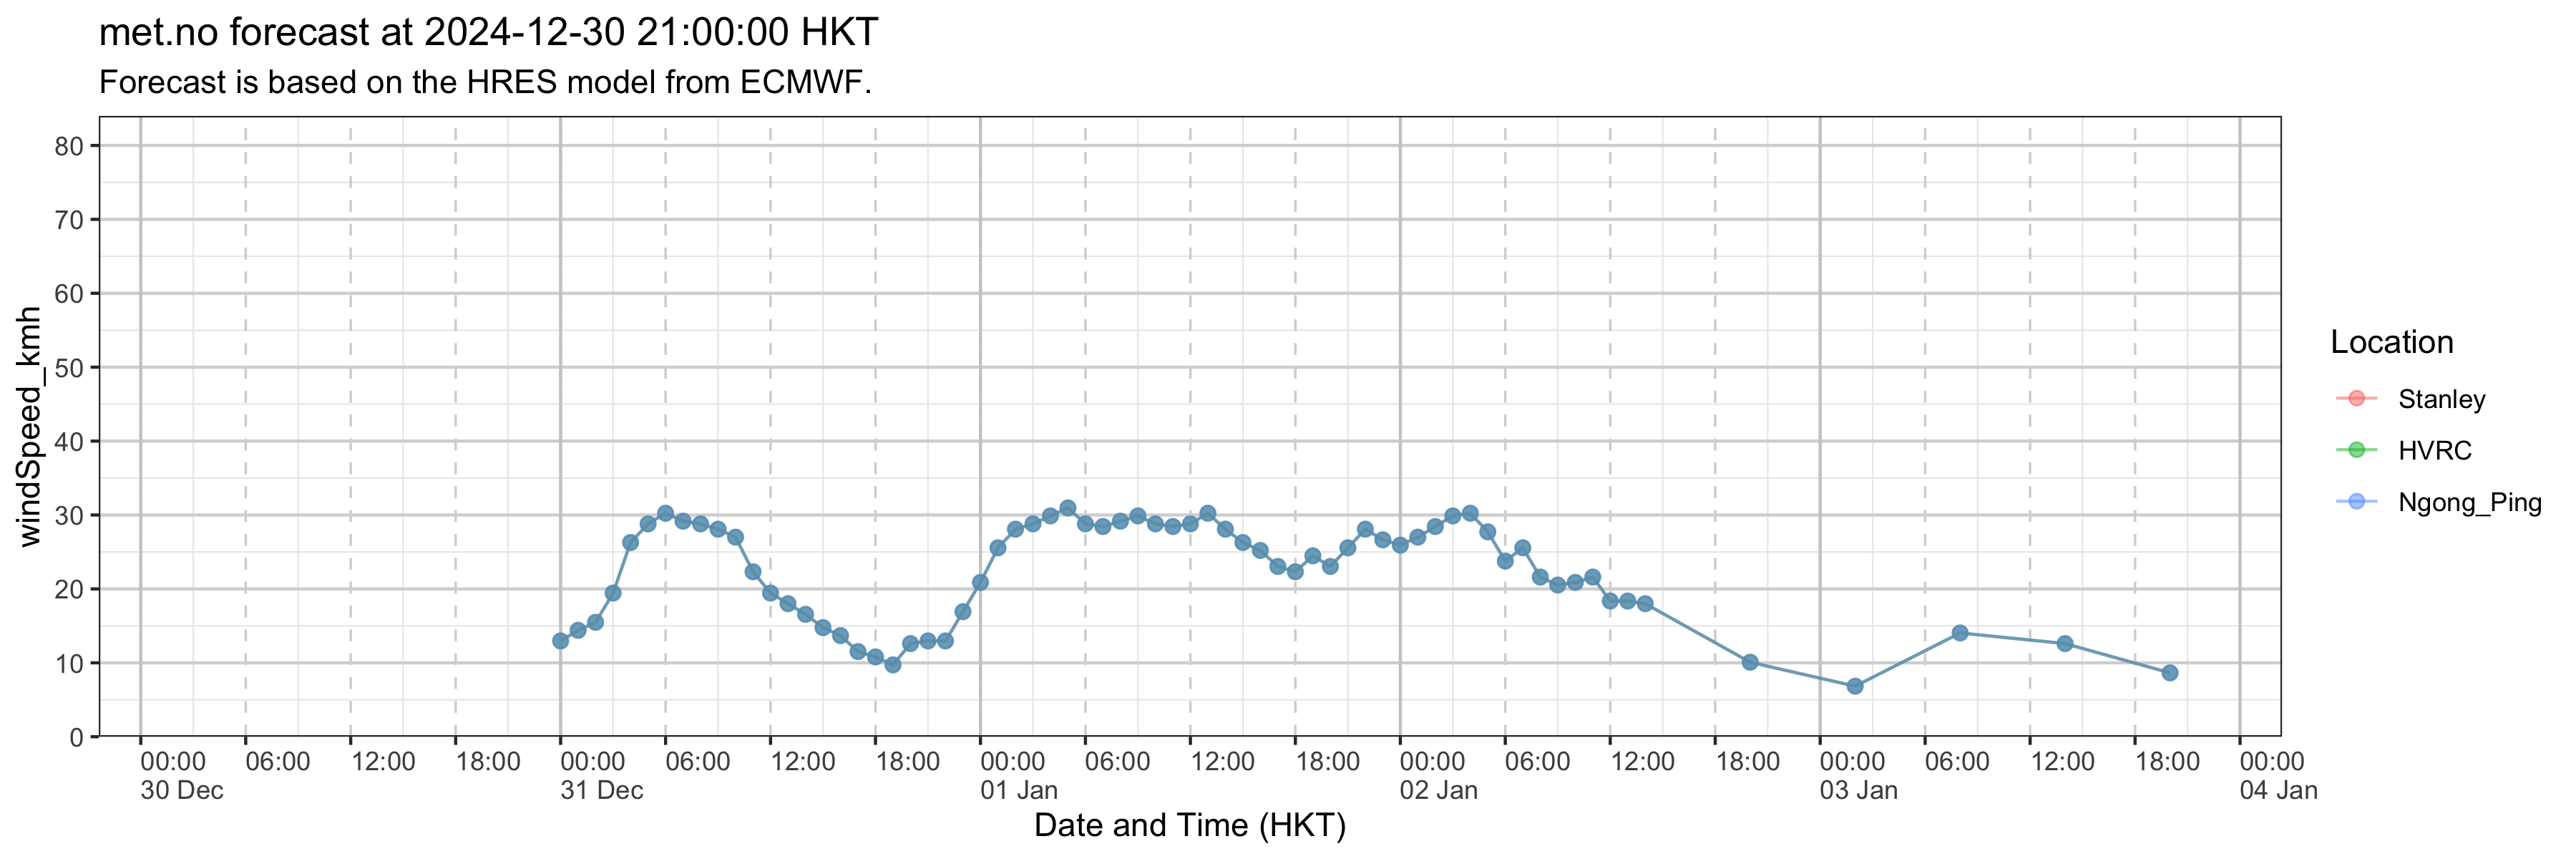 met.no forecast at 2024-12-30 21:00:00 HKT
Forecast is based on the HRES model from ECMWF.
windSpeed_kmh
80
70
60
50
40
30
20
10
0
00:00 06:00 12:00 18:00 00:00 06:00 12:00 18:00 00:00 06:00 12:00 18:00 00:00 06:00 12:00 18:00 00:00 06:00 12:00 18:00 00:00
30 Dec 31 Dec 01 Jan 02 Jan 03 Jan 04 Jan
Date and Time (HKT)
Location
Stanley
HVRC
Ngong_Ping